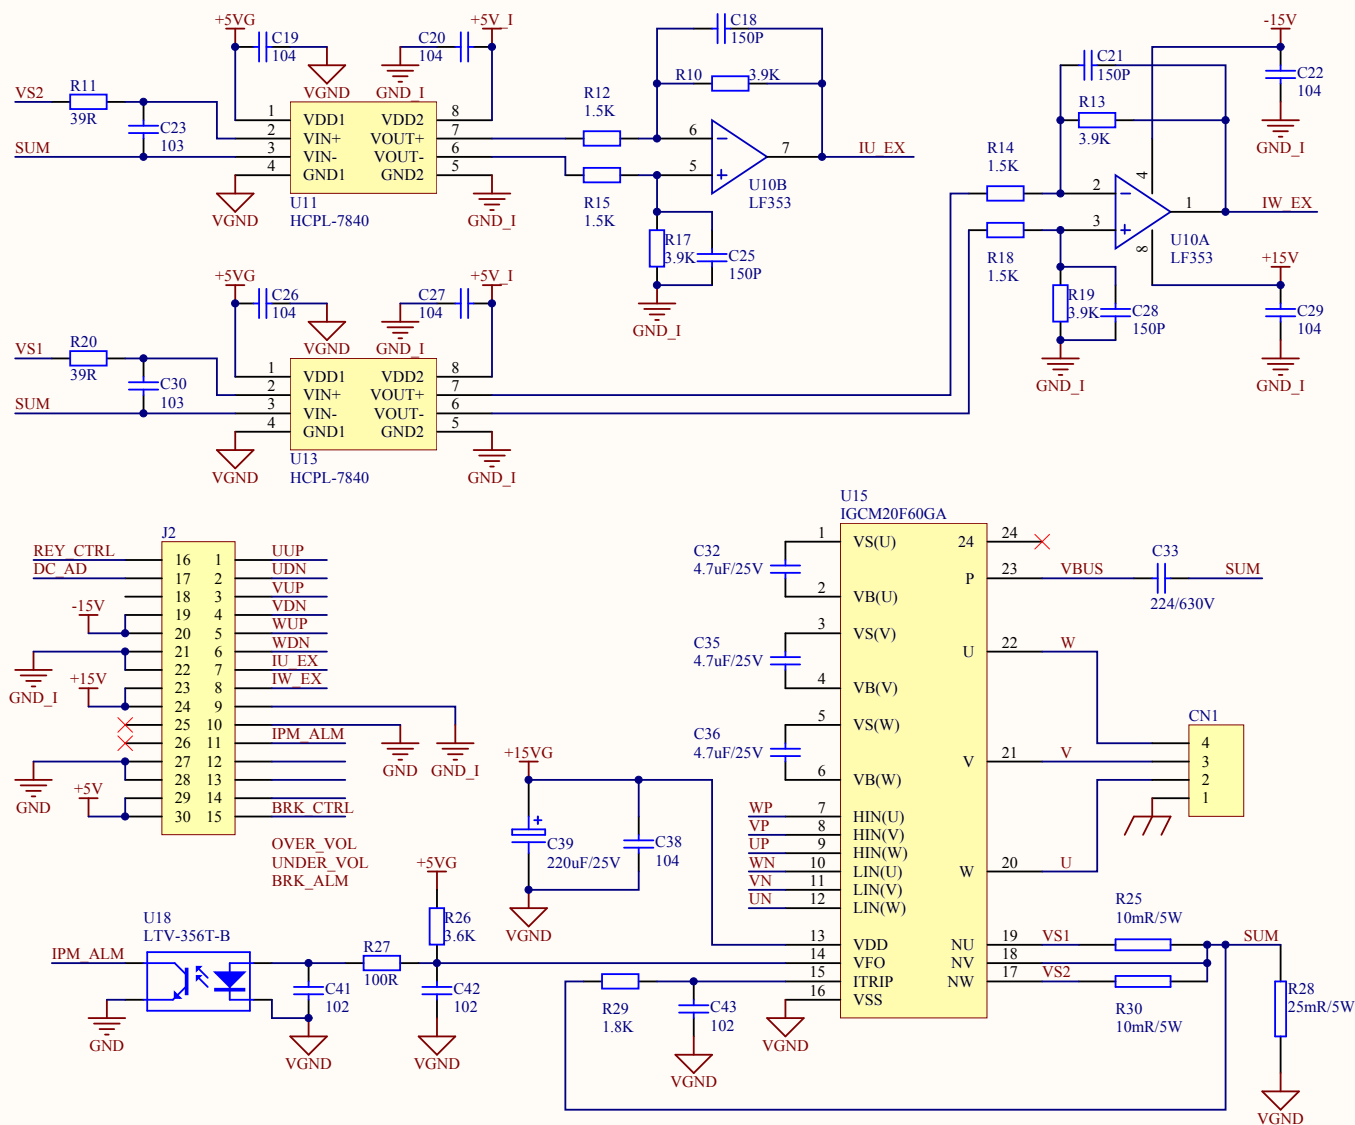 +5VG
C19
104
VGND
C20
104
GND_I
+5V_I
VS2
R11
39R
C23
103
SUM
1 VDD1 VDD2 8
2 VIN+ VOUT+ 7
3 VIN- VOUT- 6
4 GND1 GND2 5
VGND
U11
HCPL-7840
GND_I
R12
1.5K
R15
1.5K
C18
150P
R10 3.9K
6
5
7
U10B
LF353
IU_EX
R17
3.9K
C25
150P
GND_I
-15V
C21
150P
R13
3.9K
C22
104
GND_I
R14
1.5K
R18
1.5K
2
3
4
8
1
U10A
LF353
IW_EX
+15V
R19
3.9K
C28
150P
GND_I
C29
104
GND_I
+5VG
C26
104
VGND
C27
104
GND_I
+5V_I
VS1
R20
39R
C30
103
SUM
1 VDD1 VDD2 8
2 VIN+ VOUT+ 7
3 VIN- VOUT- 6
4 GND1 GND2 5
VGND
U13
HCPL-7840
GND_I
J2
REY_CTRL 16 1 UUP
DC_AD 17 2 UDN
18 3 VUP
-15V 19 4 VDN
20 5 WUP
21 6 WDN
GND_I 22 7 IU_EX
+15V 23 8 IW_EX
24 9
25 10
26 11 IPM_ALM
27 12
GND 28 13
+5V 29 14
30 15 BRK_CTRL
GND
GND_I
OVER_VOL
UNDER_VOL
BRK_ALM
U18
LTV-356T-B
IPM_ALM
GND
C41
102
VGND
R27
100R
+5VG
R26
3.6K
C42
102
VGND
+15VG
C39
220uF/25V
+
C38
104
VGND
R29
1.8K
C43
102
VGND
VGND
U15
IGCM20F60GA
C32
4.7uF/25V
C35
4.7uF/25V
C36
4.7uF/25V
1 VS(U)
2 VB(U)
3 VS(V)
4 VB(V)
5 VS(W)
6 VB(W)
WP 7 HIN(U)
VP 8 HIN(V)
UP 9 HIN(W)
WN 10 LIN(U)
VN 11 LIN(V)
UN 12 LIN(W)
13 VDD
14 VFO
15 ITRIP
16 VSS
24 24
P 23 VBUS
C33
224/630V
SUM
U 22 W
V 21 V
W 20 U
NU 19 VS1
NV 18
NW 17 VS2
CN1
4
3
2
1
R25
10mR/5W
R30
10mR/5W
SUM
R28
25mR/5W
VGND